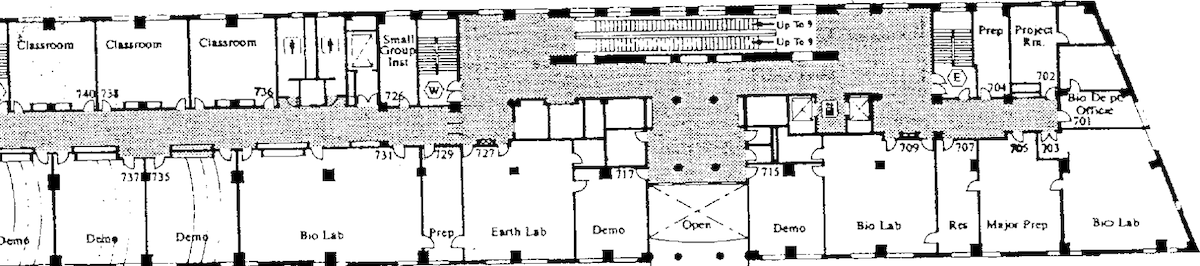 Classroom
Classroom
Classroom
Small
Group
Inst
Up To 9
Up To 9
Prep
Project
Rm.
W
E
740
736
726
704
702
Bio De pt
Office
701
731
729
727
717
715
709
707
705
703
737
735
Demo
Demo
Demo
Bio Lab
Prep
Earth Lab
Demo
Open
Demo
Bio Lab
Res
Major Prep
Bio Lab